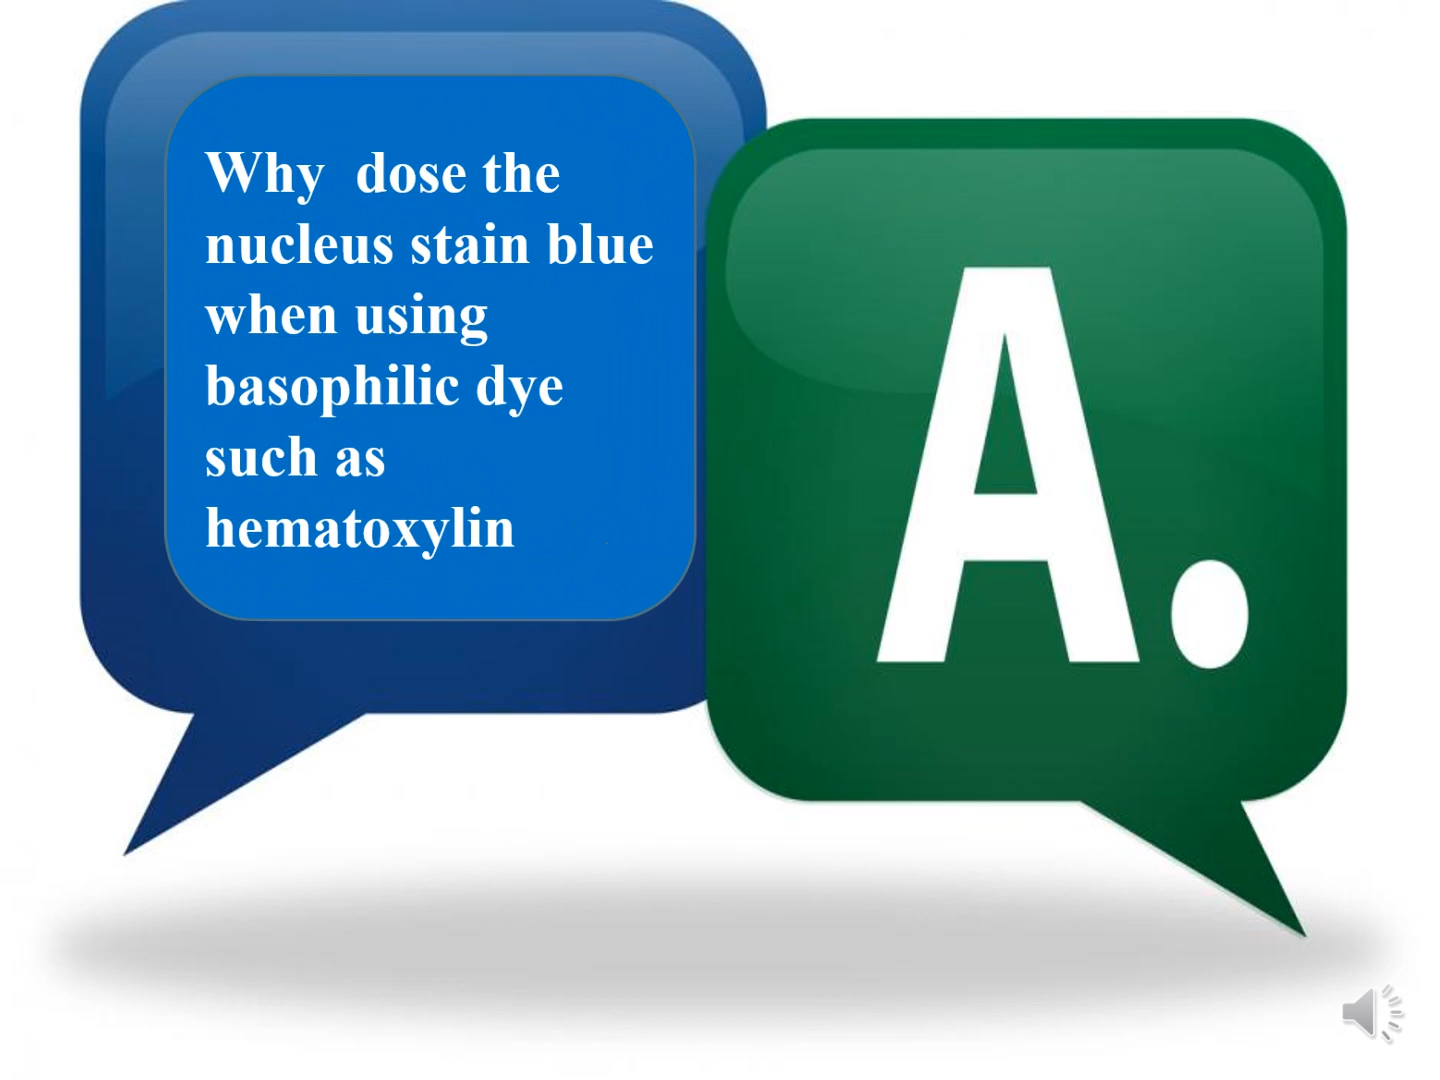 Why  dose the
nucleus stain blue
when using
basophilic dye
such as
hematoxylin
A.